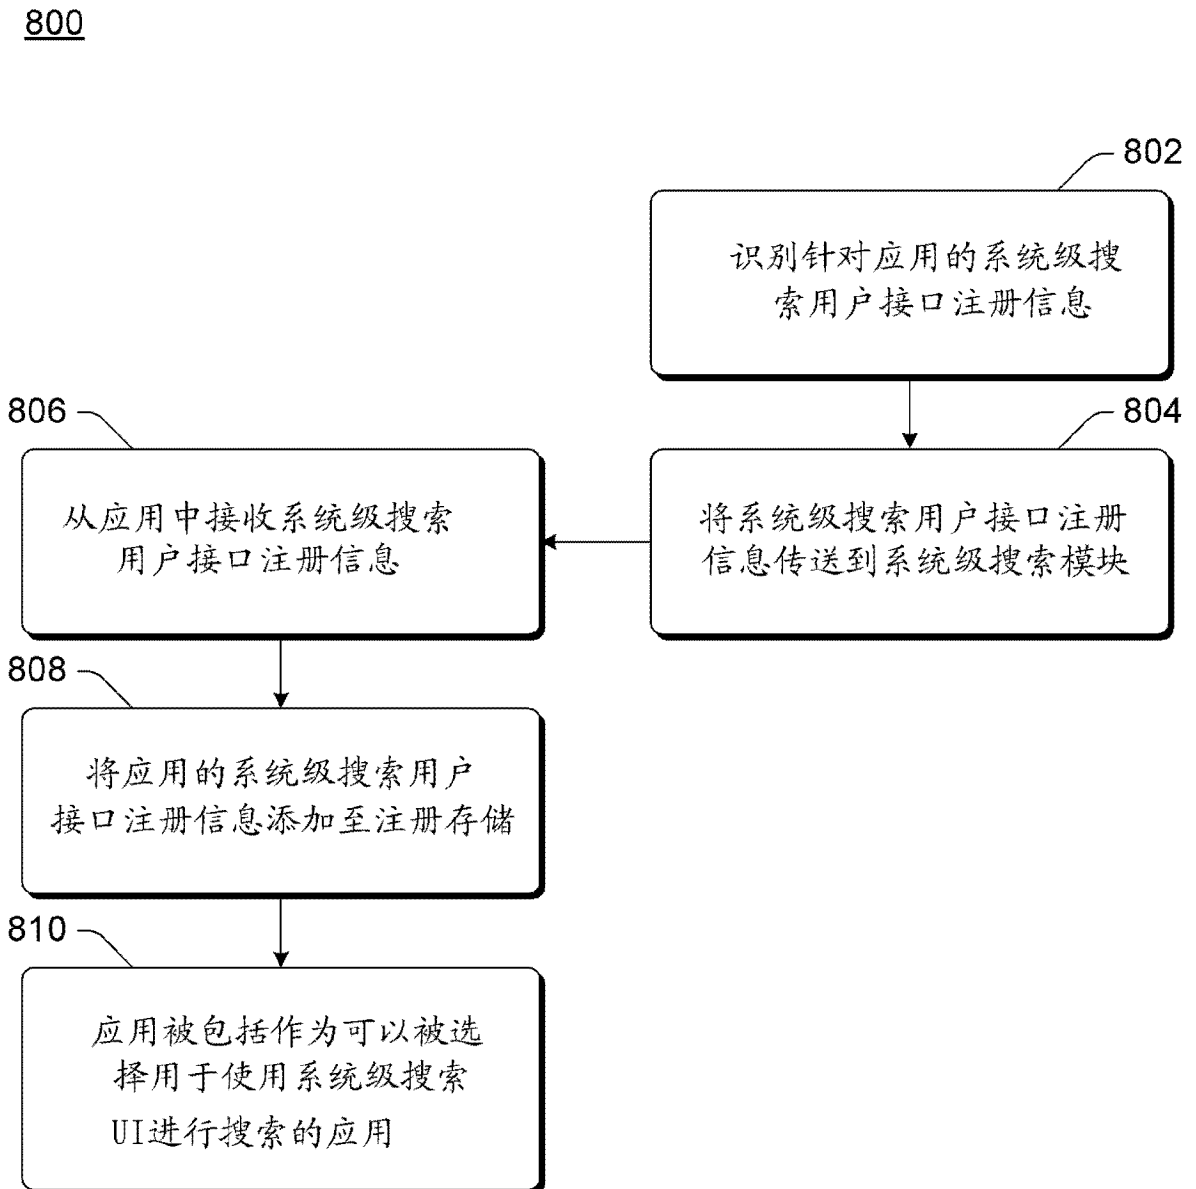 800
802
识别针对应用的系统级搜
索用户接口注册信息
804
将系统级搜索用户接口注册
信息传送到系统级搜索模块
806
从应用中接收系统级搜索
用户接口注册信息
808
将应用的系统级搜索用户
接口注册信息添加至注册存储
810
应用被包括作为可以被选
择用于使用系统级搜索
UI进行搜索的应用